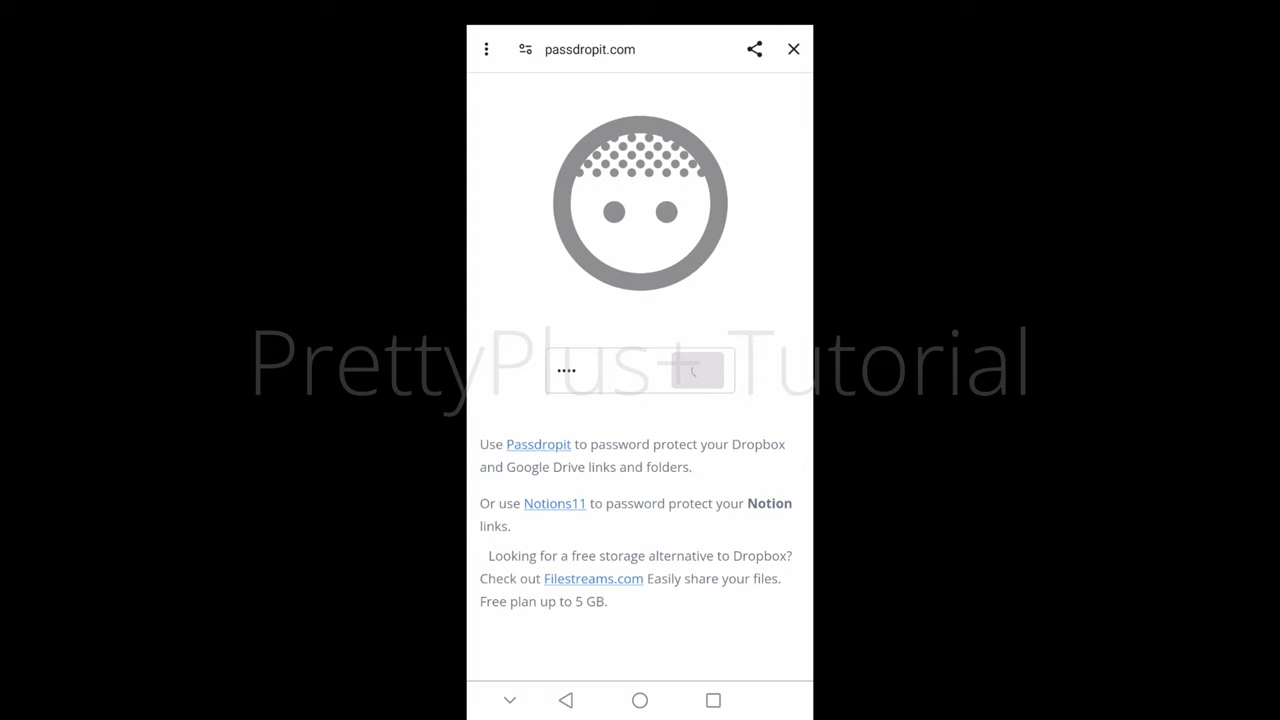 passdropit.com
PrettyPlus+ Tutorial
••••
Use Passdropit to password protect your Dropbox
and Google Drive links and folders.
Or use Notions11 to password protect your Notion
links.
Looking for a free storage alternative to Dropbox?
Check out Filestreams.com Easily share your files.
Free plan up to 5 GB.